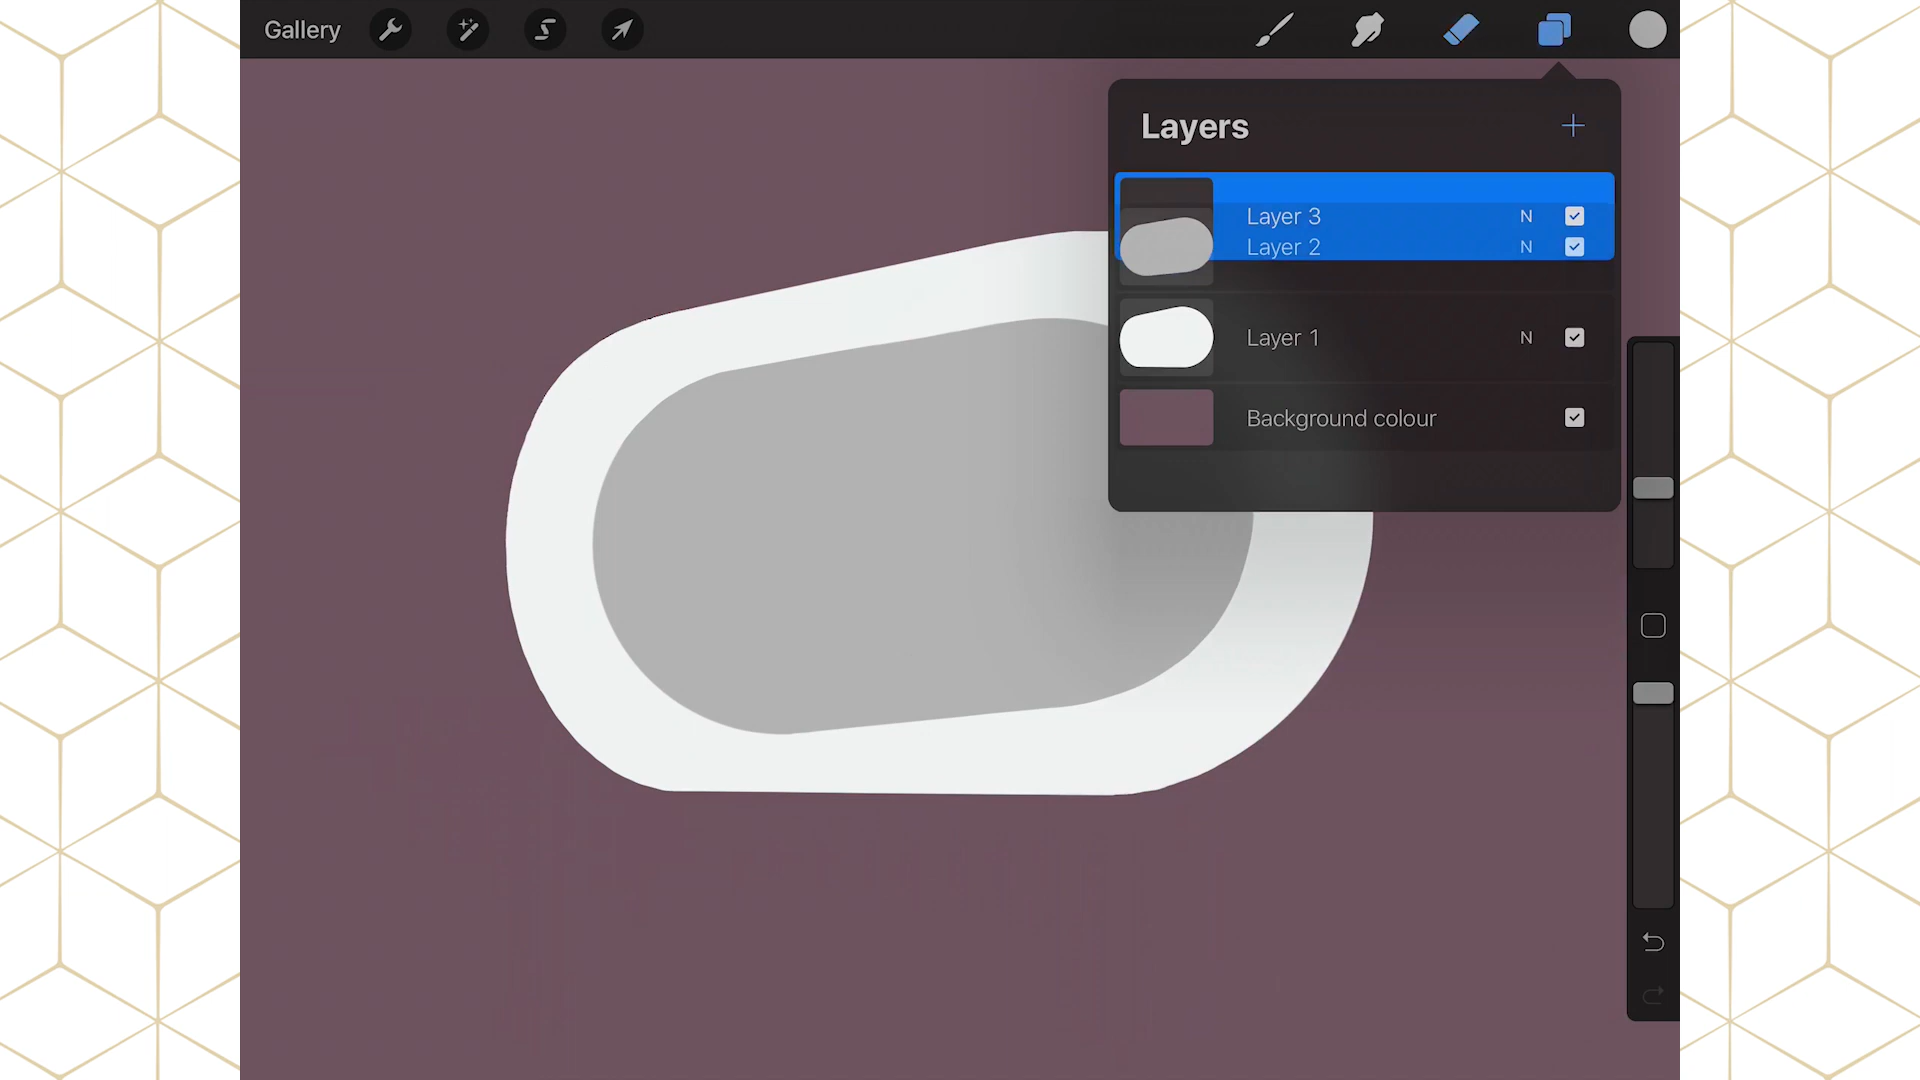 Gallery
Layers
Layer 3 N
Layer 2 N
Layer 1 N
Background colour